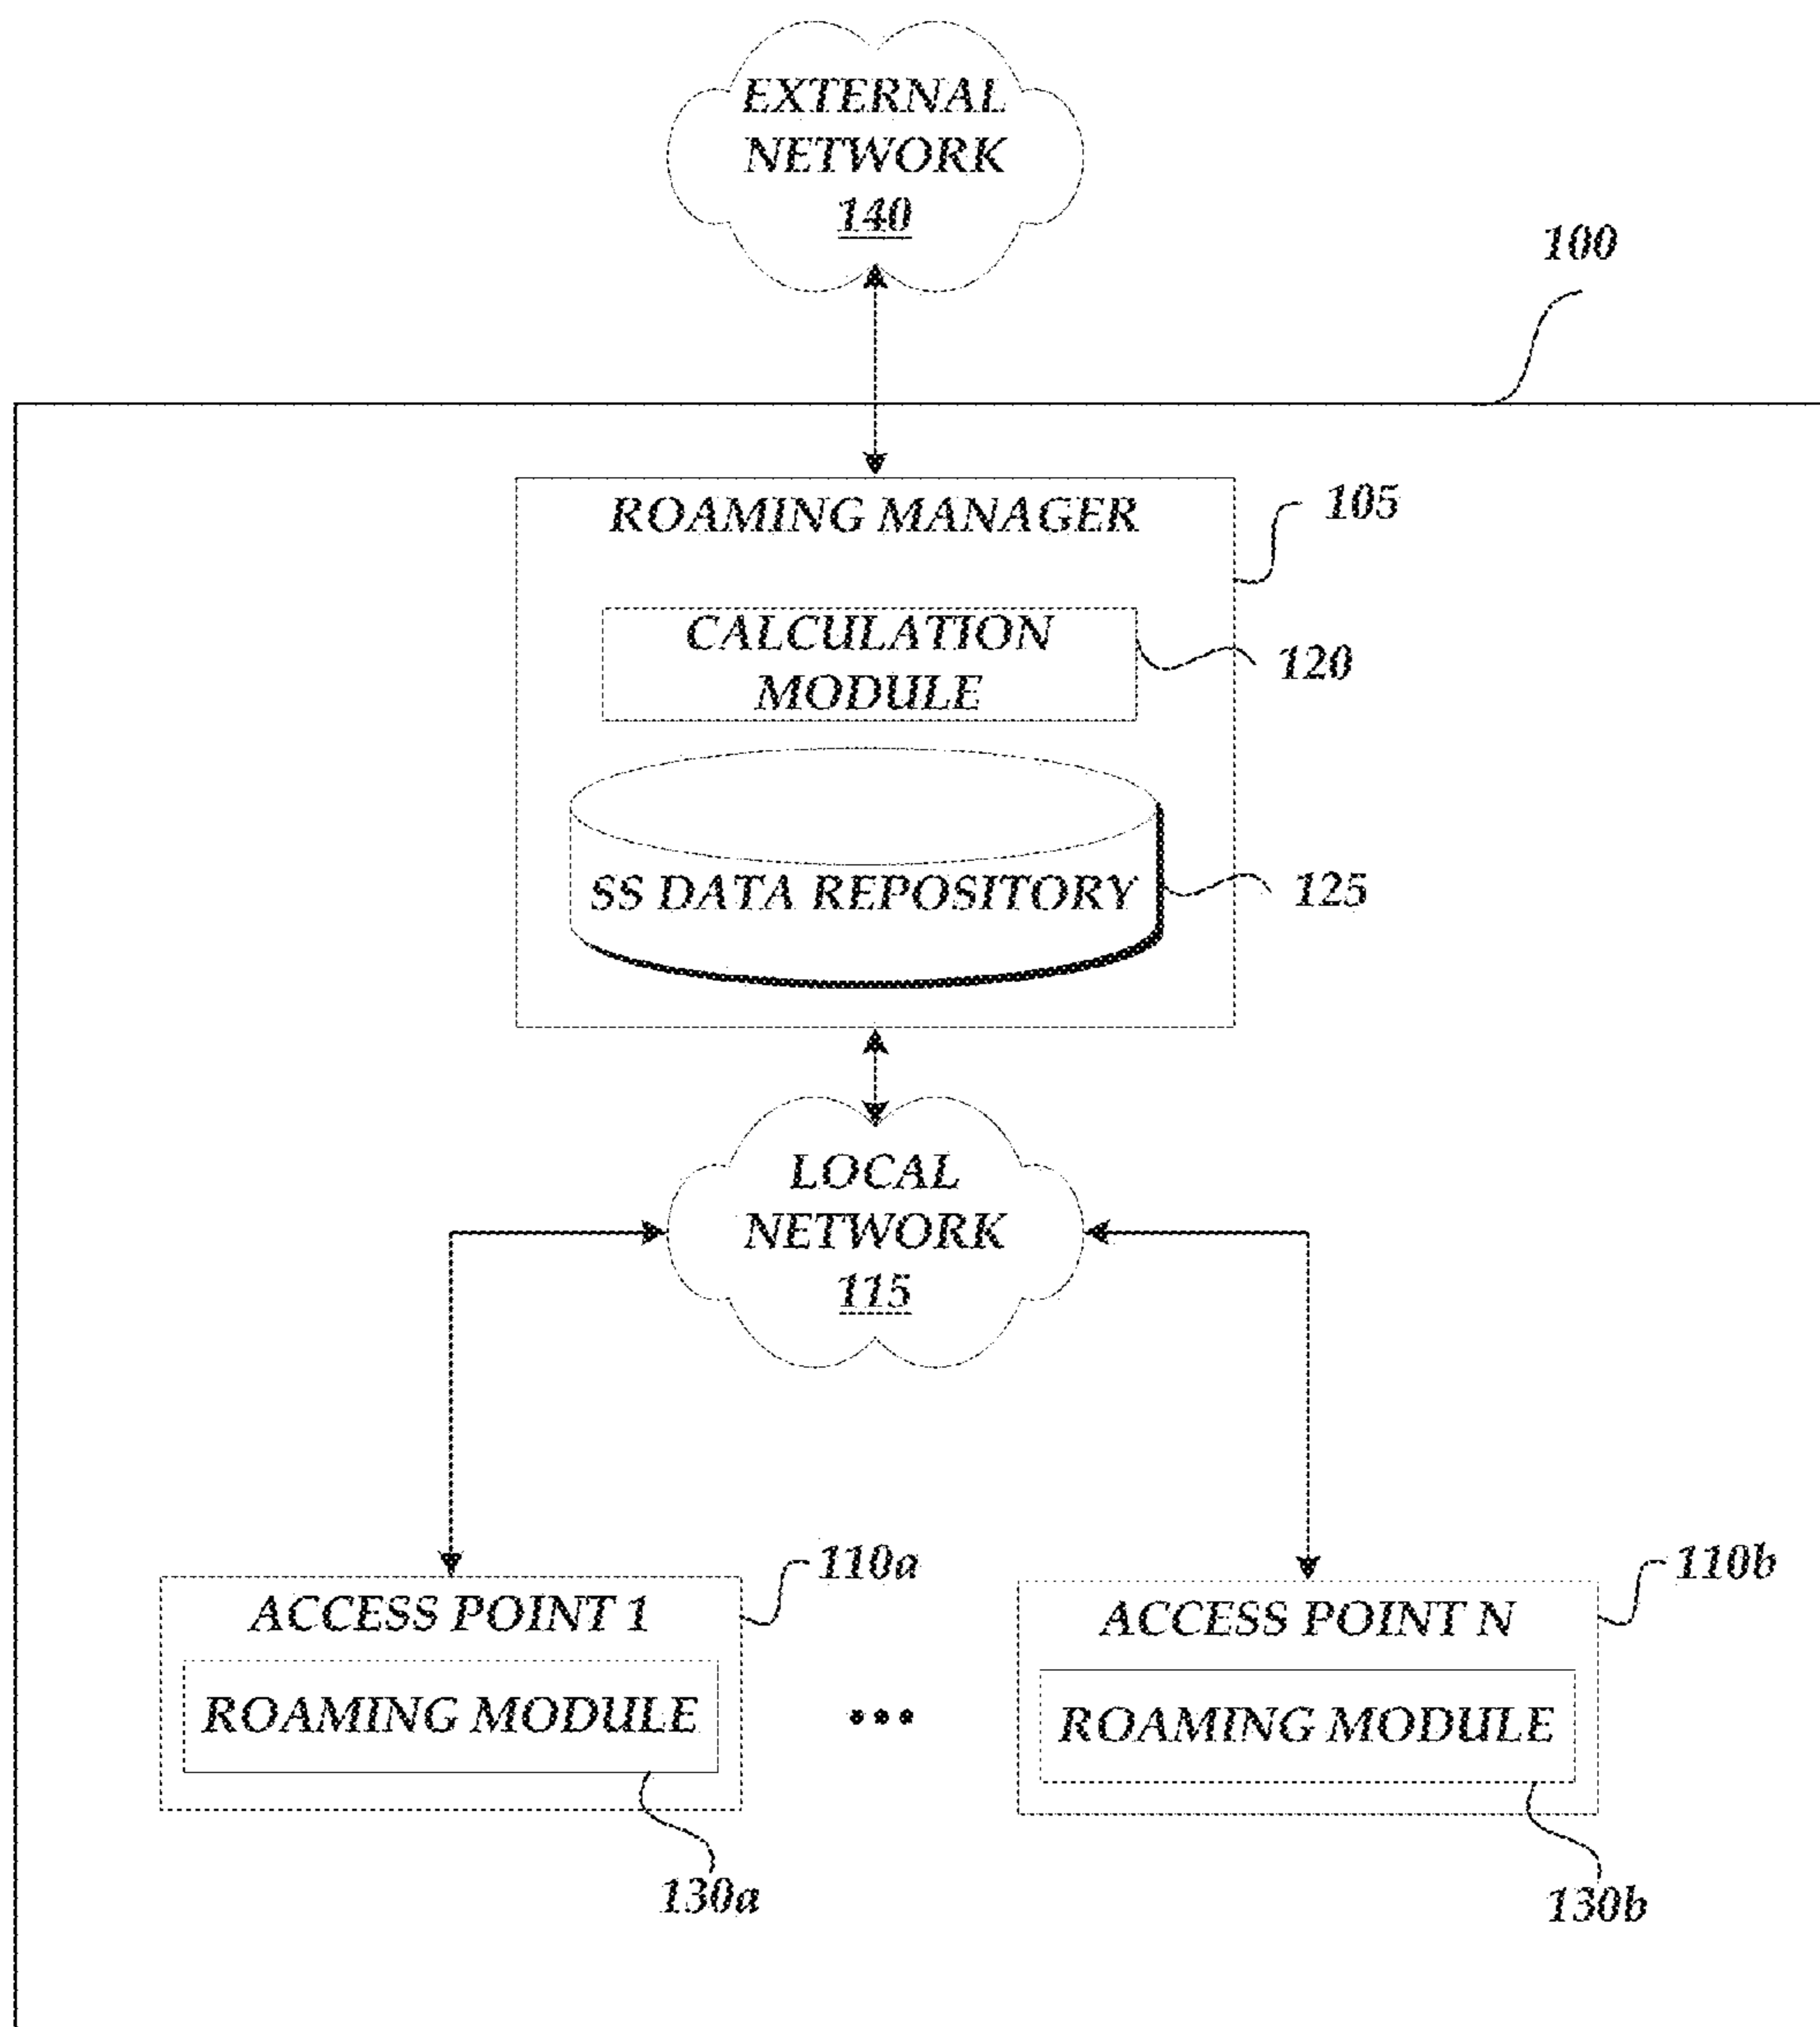 EXTERNAL
NETWORK
140
100
ROAMING MANAGER
105
CALCULATION
MODULE
120
SS DATA REPOSITORY
125
LOCAL
NETWORK
115
110a
110b
ACCESS POINT 1
ACCESS POINT N
ROAMING MODULE
•••
ROAMING MODULE
130a
130b